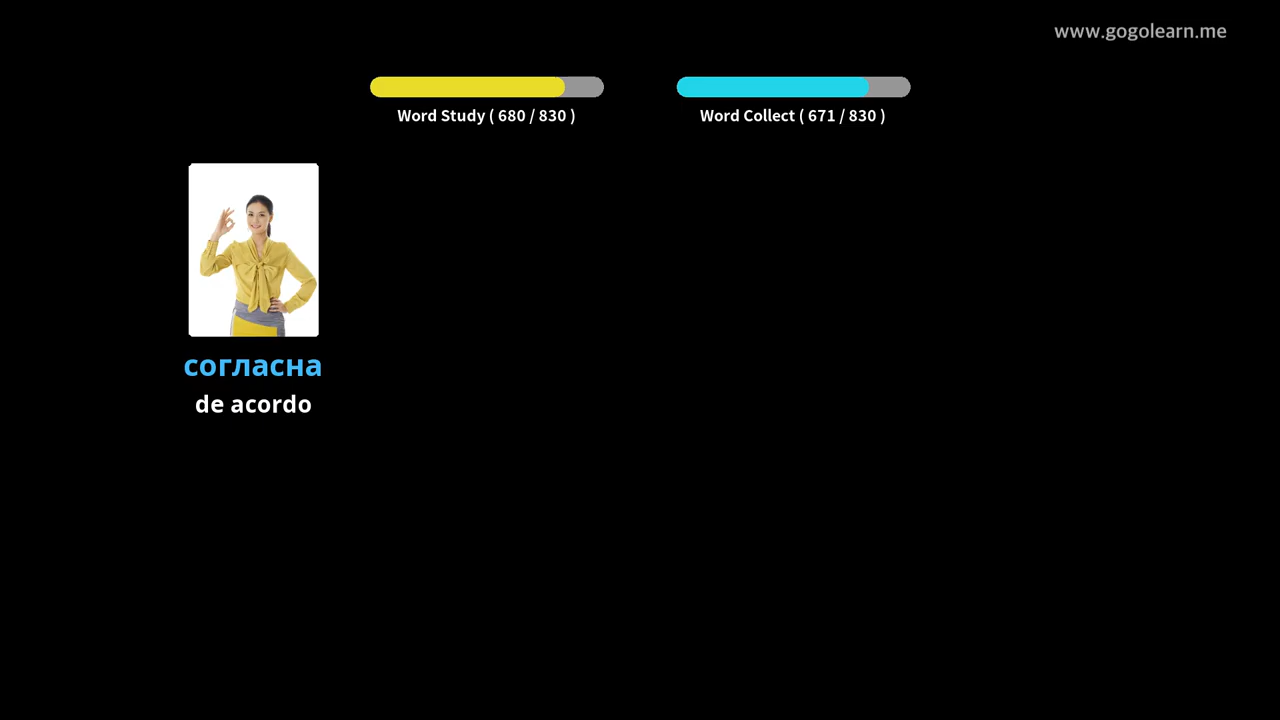 www.gogolearn.me
Word Study ( 680 / 830 )
Word Collect ( 671 / 830 )
согласна
de acordo